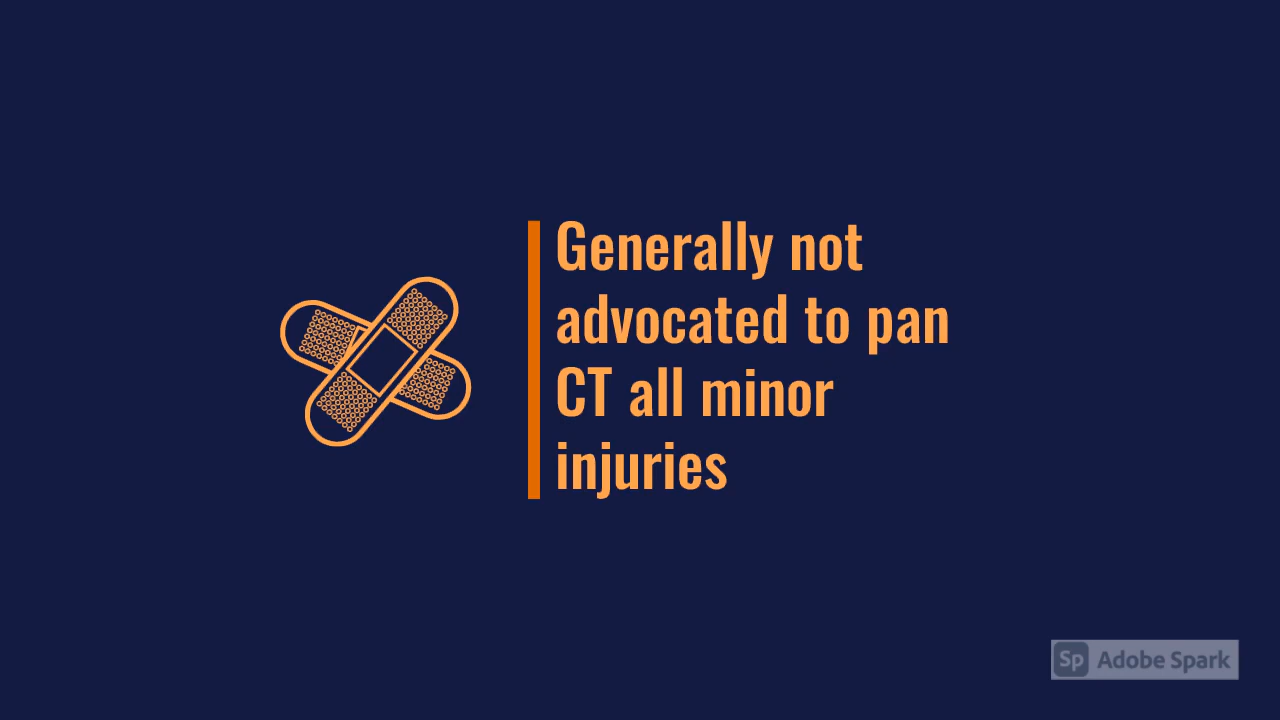 Generally not
advocated to pan
CT all minor
injuries
Sp Adobe Spark